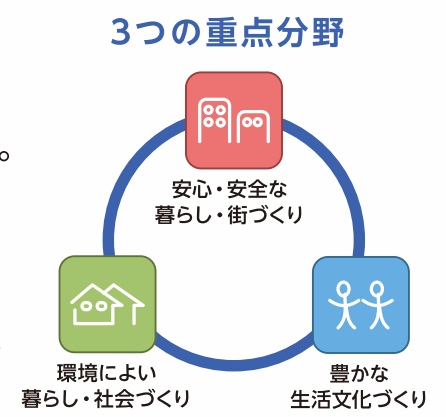 3つの重点分野
。
安心・安全な
暮らし・街づくり
環境によい
暮らし・社会づくり
豊かな
生活文化づくり